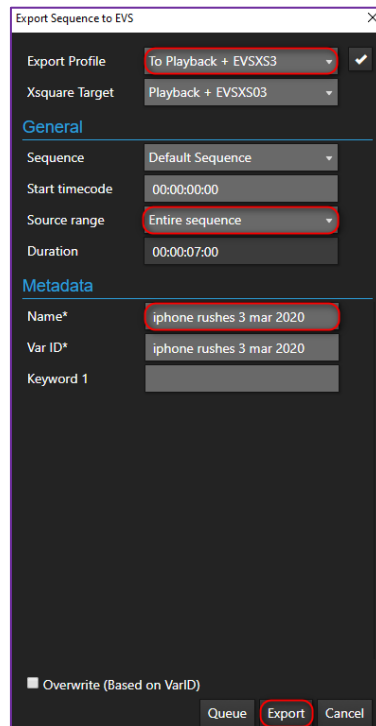 Export Sequence to EVS
Export Profile To Playback + EVSXS3
Xsquare Target Playback + EVSXS03
General
Sequence Default Sequence
Start timecode 00:00:00:00
Source range Entire sequence
Duration 00:00:07:00
Metadata
Name* iphone rushes 3 mar 2020
Var ID* iphone rushes 3 mar 2020
Keyword 1
Overwrite (Based on VarID)
Queue Export Cancel